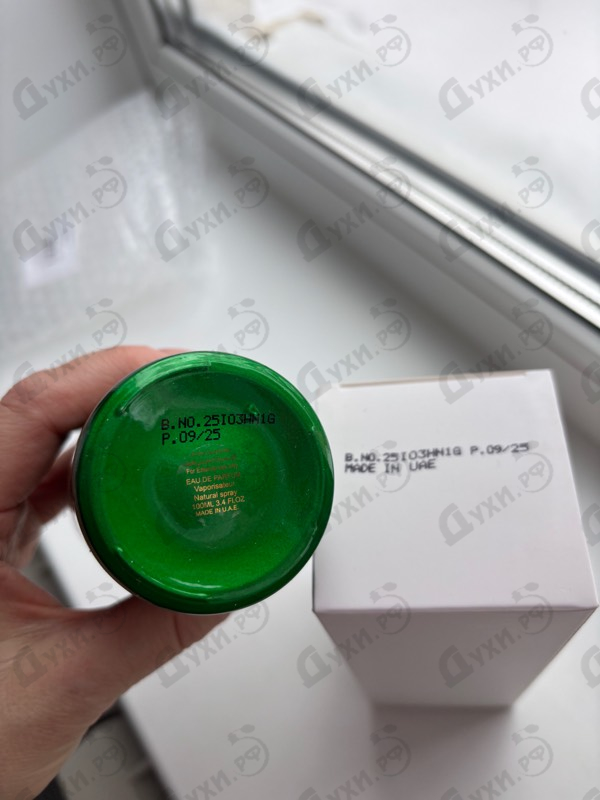 B.NO.25I03HN1G
P.09/25
EAU DE PARFUM
Vaporisateur
Natural spray
100ML 3.4 FL.OZ
MADE IN U.A.E
B.NO.25I03HN1G P.09/25
MADE IN UAE
Духи.рф